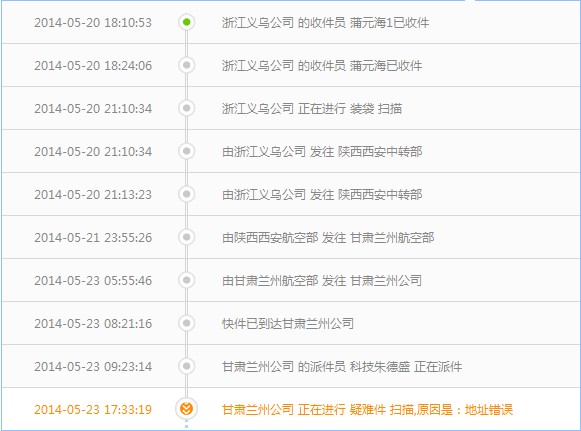 2014-05-20 18:10:53 浙江义乌公司 的收件员 蒲元海1已收件
2014-05-20 18:24:06 浙江义乌公司 的收件员 蒲元海已收件
2014-05-20 21:10:34 浙江义乌公司 正在进行 装袋 扫描
2014-05-20 21:10:34 由浙江义乌公司 发往 陕西西安中转部
2014-05-20 21:13:23 由浙江义乌公司 发往 陕西西安中转部
2014-05-21 23:55:26 由陕西西安航空部 发往 甘肃兰州航空部
2014-05-23 05:55:46 由甘肃兰州航空部 发往 甘肃兰州公司
2014-05-23 08:21:16 快件已到达甘肃兰州公司
2014-05-23 09:23:14 甘肃兰州公司 的派件员 科技朱德盛 正在派件
2014-05-23 17:33:19 甘肃兰州公司 正在进行 疑难件 扫描,原因是：地址错误